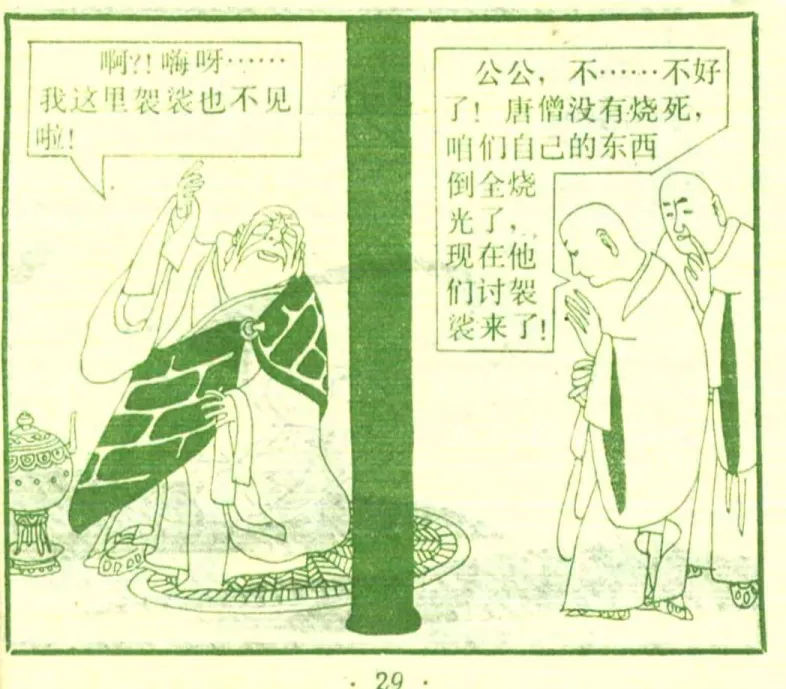 啊?!嗨呀……
我这里袈裟也不见
啦!
公公,不……不好
了!唐僧没有烧死,
咱们自己的东西
倒全烧
光了,
现在他
们讨袈
裟来了!
· 29 ·